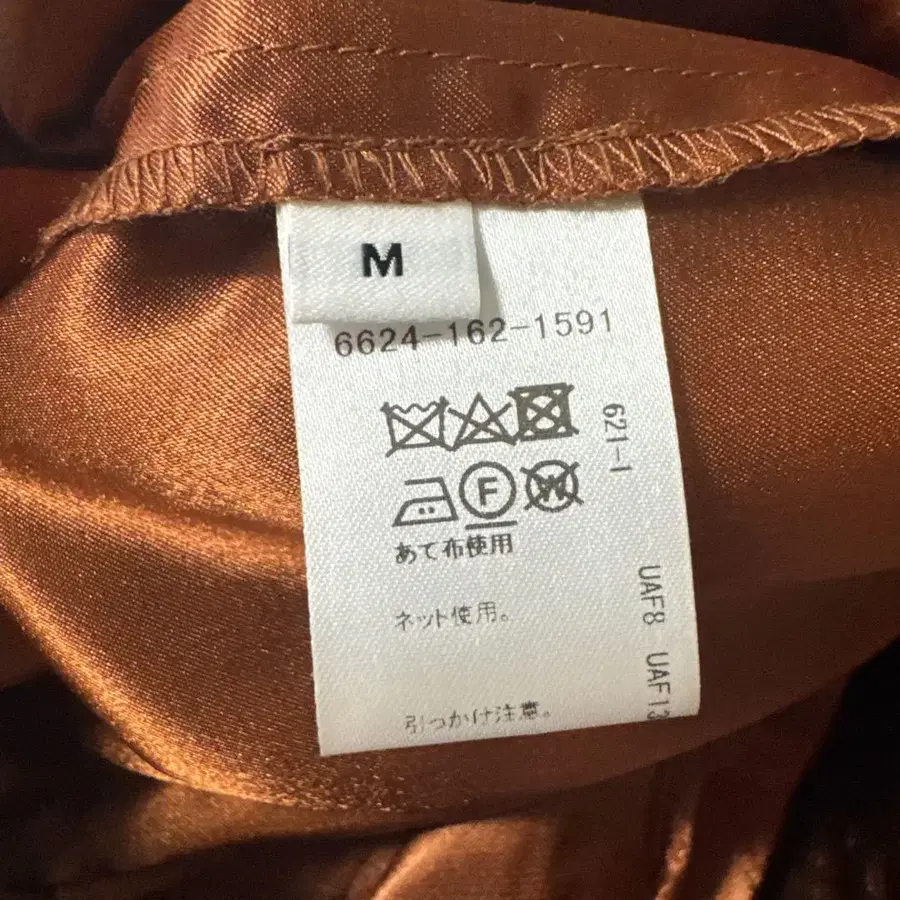 M
6624-162-1591
621-1
F
W
あて布使用
ネット使用。
引っかけ注意。
UAF8 UAF13